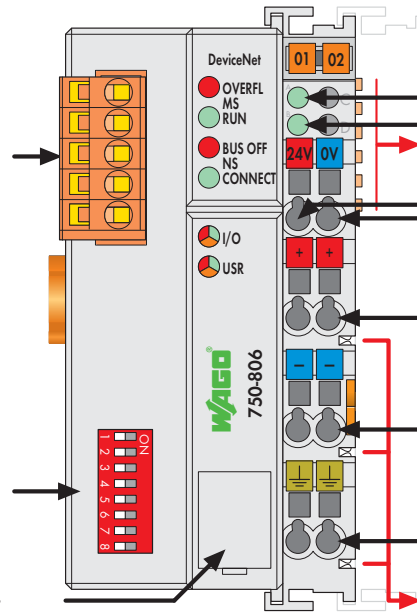 DeviceNet
OVERFL
MS
RUN
BUS OFF
NS
CONNECT
I/O
USR
WAGO®
750-806
01 02
C
D
24V 0V
+ +
− −
ON
1
2
3
4
5
6
7
8